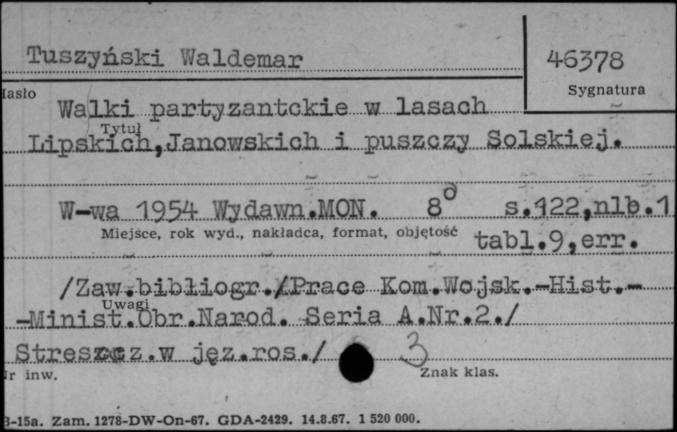 Tuszyński Waldemar
46378
Hasło
Sygnatura
Walki partyzantckie w lasach
Tytuł
Lipskich,Janowskich i puszczy Solskiej.
W-wa 1954 Wydawn.MON. 8° s.122,nlb.1
Miejsce, rok wyd., nakładca, format, objętość
tabl.9,err.
/Zaw.bibliogr./Prace Kom.Wojsk.-Hist.-
Uwagi
-Minist.Obr.Narod. Seria A.Nr.2./
Streszcz.w jęz.ros./ 3
Nr inw.
Znak klas.
B-15a. Zam. 1278-DW-On-67. GDA-2429. 14.8.67. 1 520 000.